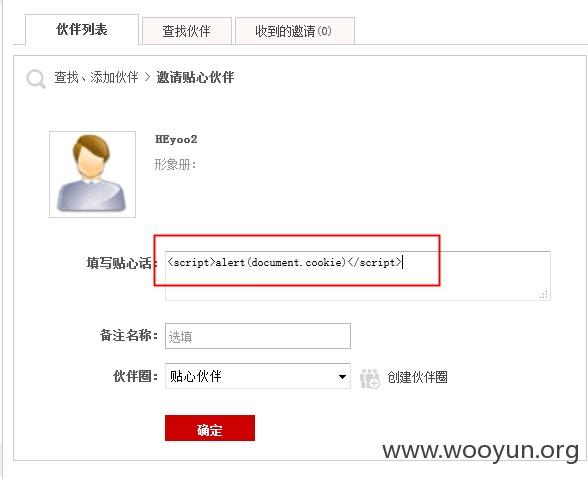 伙伴列表 查找伙伴 收到的邀请(0)
查找、添加伙伴 > 邀请贴心伙伴
HEyoo2
形象册:
填写贴心话: <script>alert(document.cookie)</script>
备注名称: 选填
伙伴圈: 贴心伙伴 创建伙伴圈
确定
www.wooyun.org